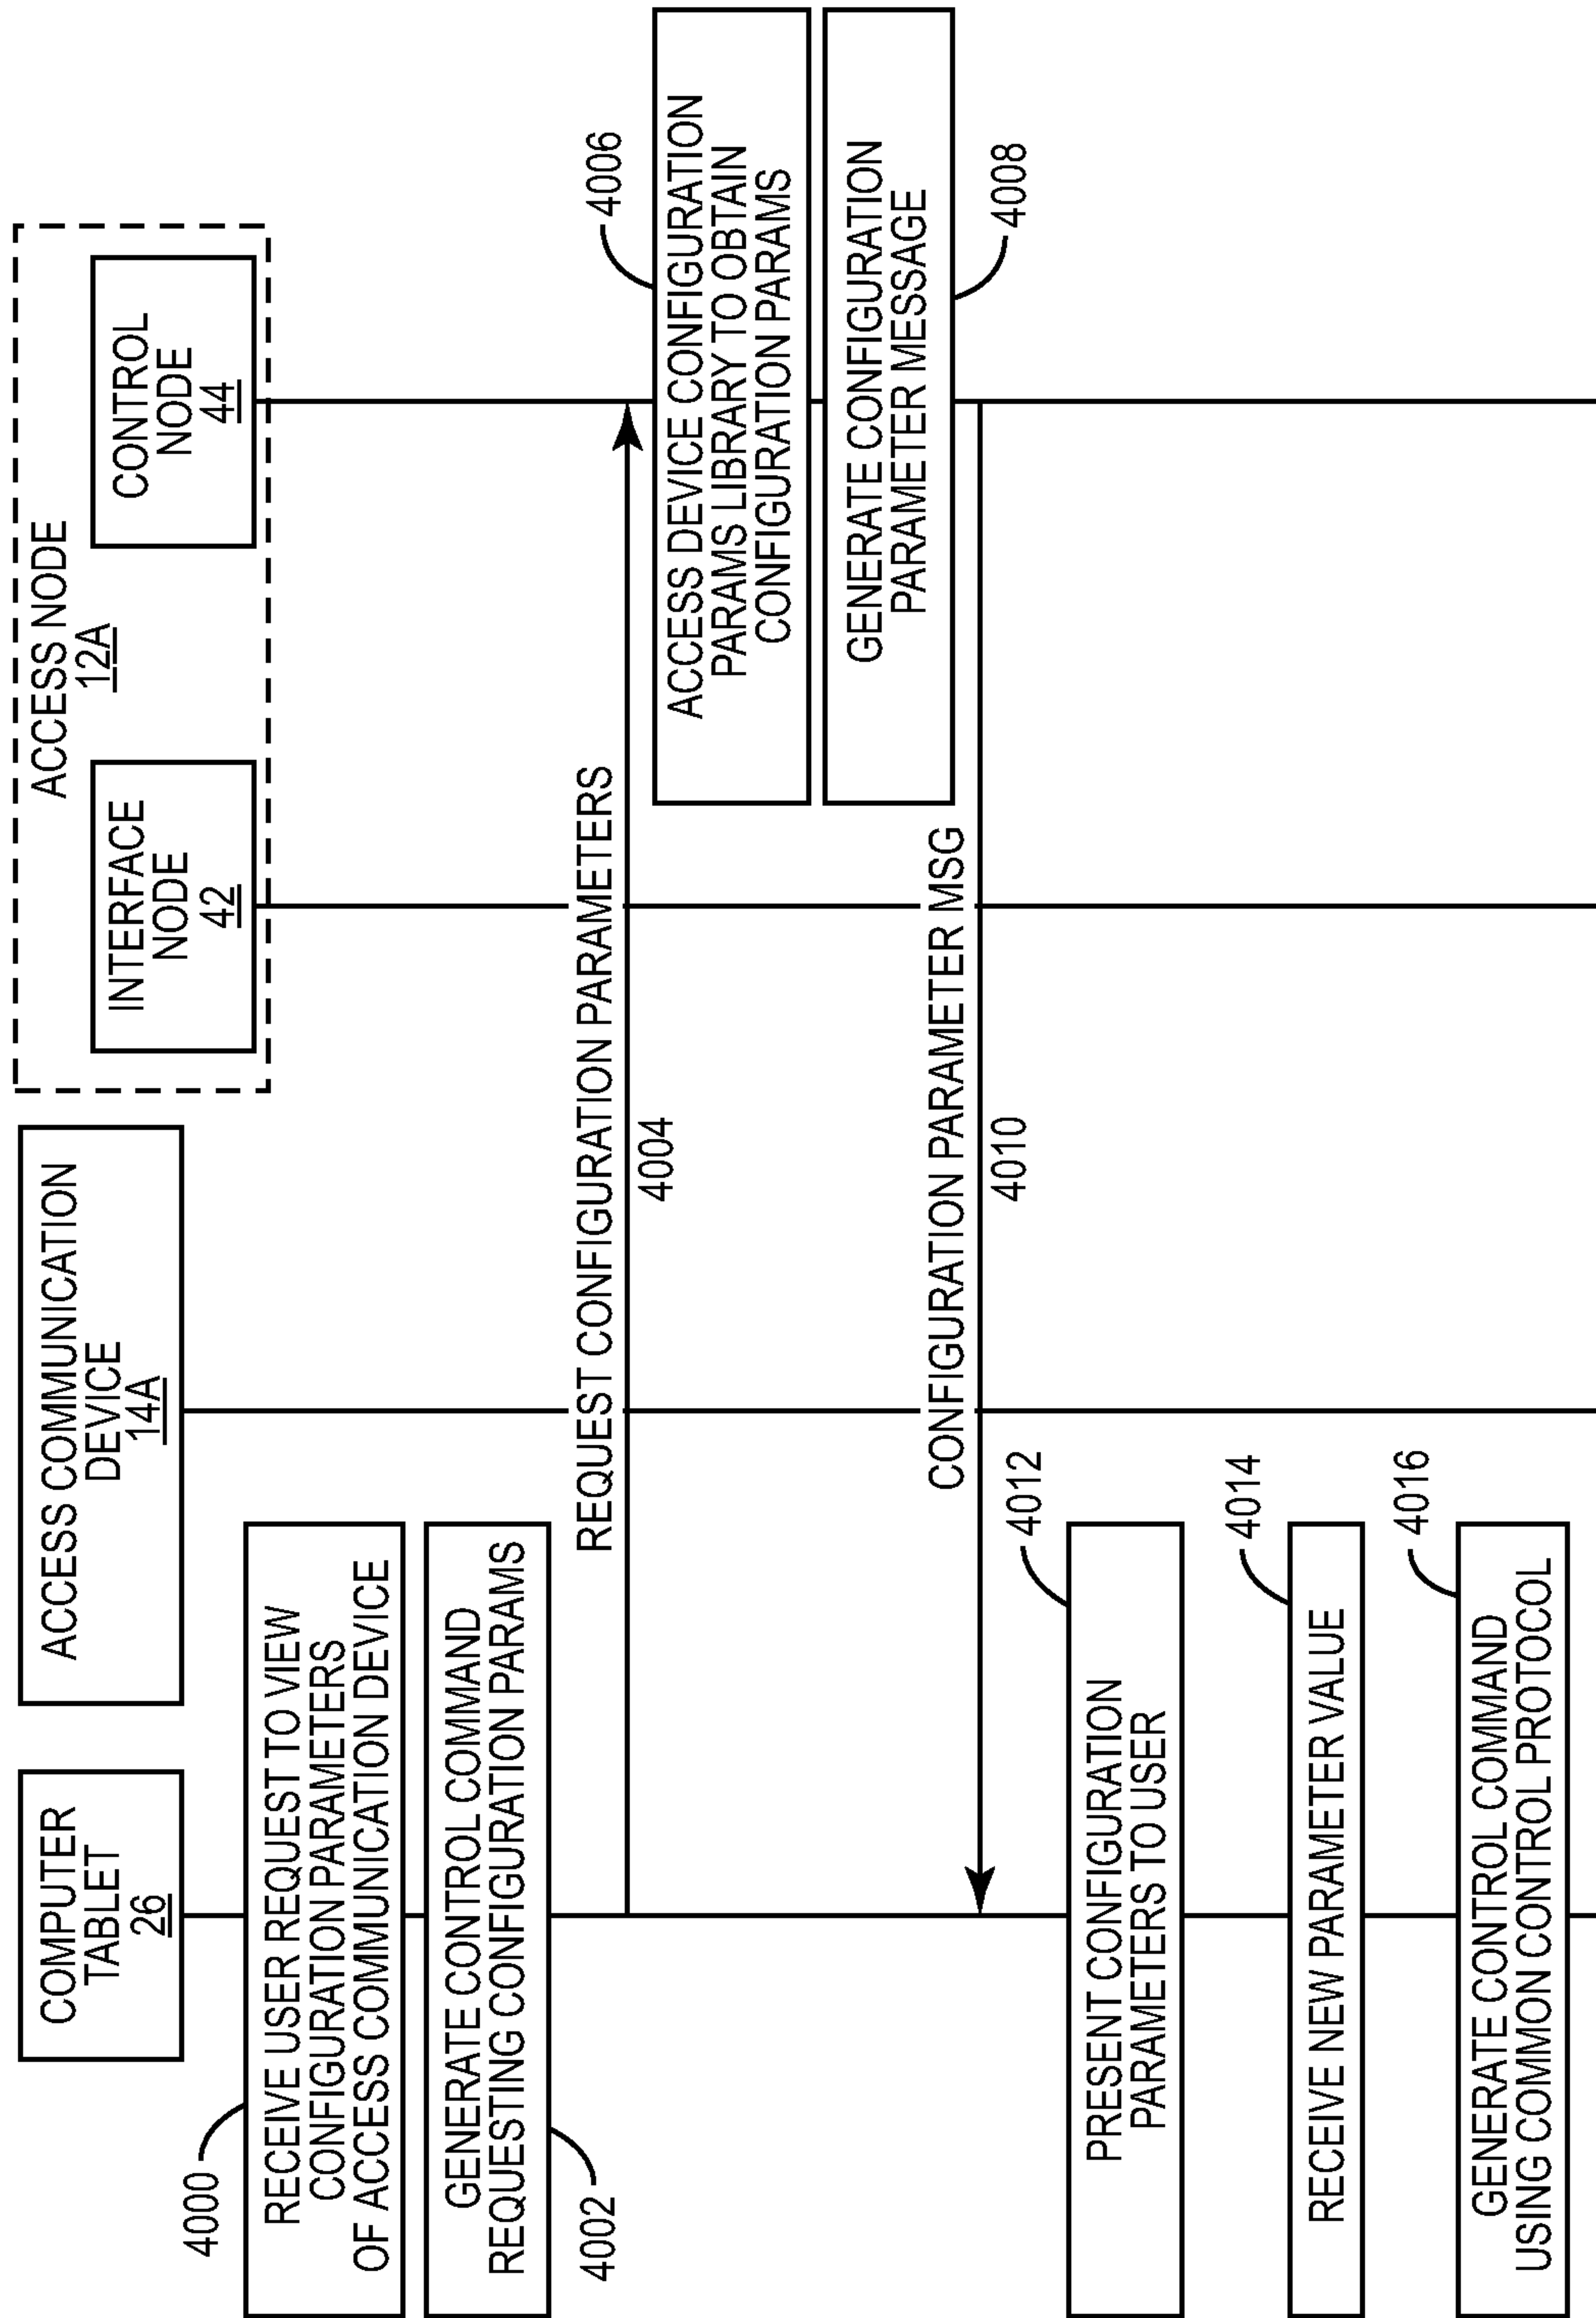 COMPUTER
TABLET
26
ACCESS COMMUNICATION
DEVICE
14A
ACCESS NODE
12A
INTERFACE
NODE
42
CONTROL
NODE
44
4000
RECEIVE USER REQUEST TO VIEW
CONFIGURATION PARAMETERS
OF ACCESS COMMUNICATION DEVICE
GENERATE CONTROL COMMAND
REQUESTING CONFIGURATION PARAMS
4002
REQUEST CONFIGURATION PARAMETERS
4004
4006
ACCESS DEVICE CONFIGURATION
PARAMS LIBRARY TO OBTAIN
CONFIGURATION PARAMS
GENERATE CONFIGURATION
PARAMETER MESSAGE
4008
CONFIGURATION PARAMETER MSG
4010
4012
PRESENT CONFIGURATION
PARAMETERS TO USER
4014
RECEIVE NEW PARAMETER VALUE
4016
GENERATE CONTROL COMMAND
USING COMMON CONTROL PROTOCOL